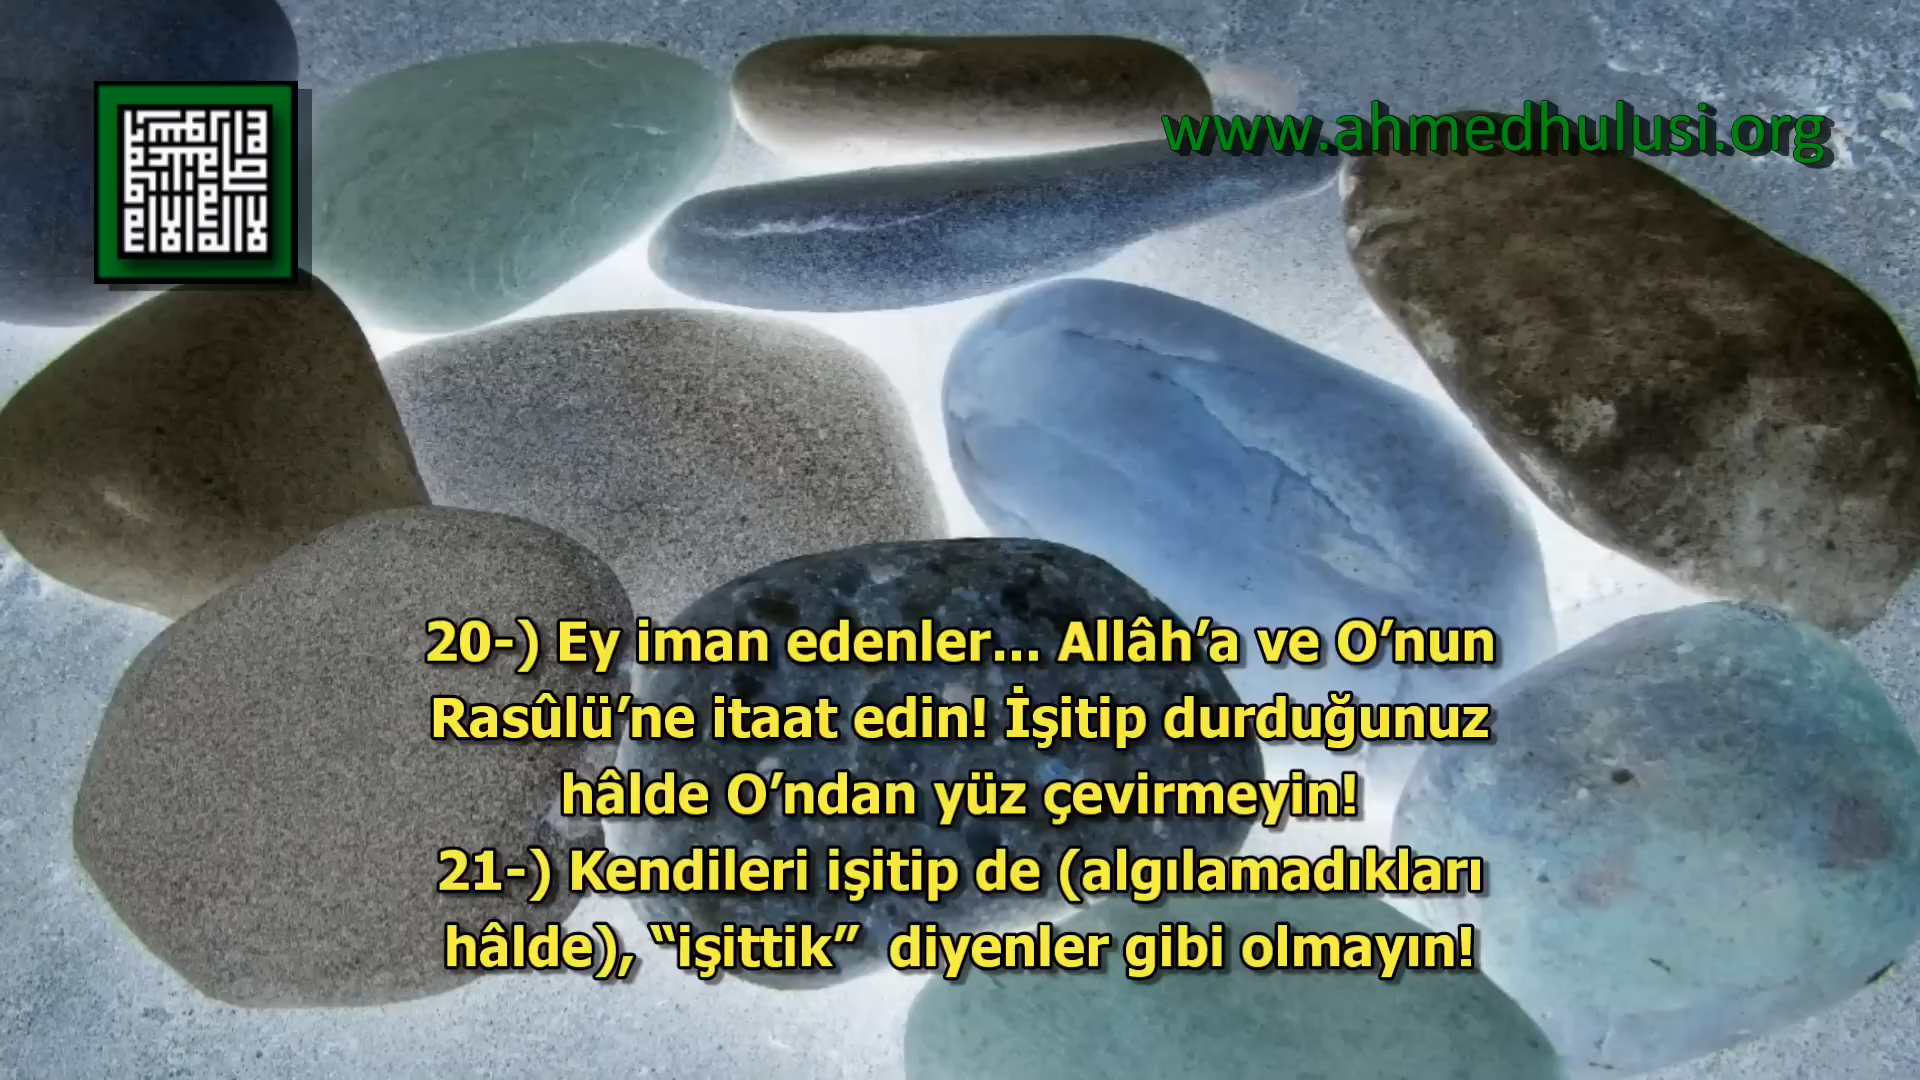 www.ahmedhulusi.org
20-) Ey iman edenler... Allâh’a ve O’nun
Rasûlü’ne itaat edin! İşitip durduğunuz
hâlde O’ndan yüz çevirmeyin!
21-) Kendileri işitip de (algılamadıkları
hâlde), “işittik” diyenler gibi olmayın!